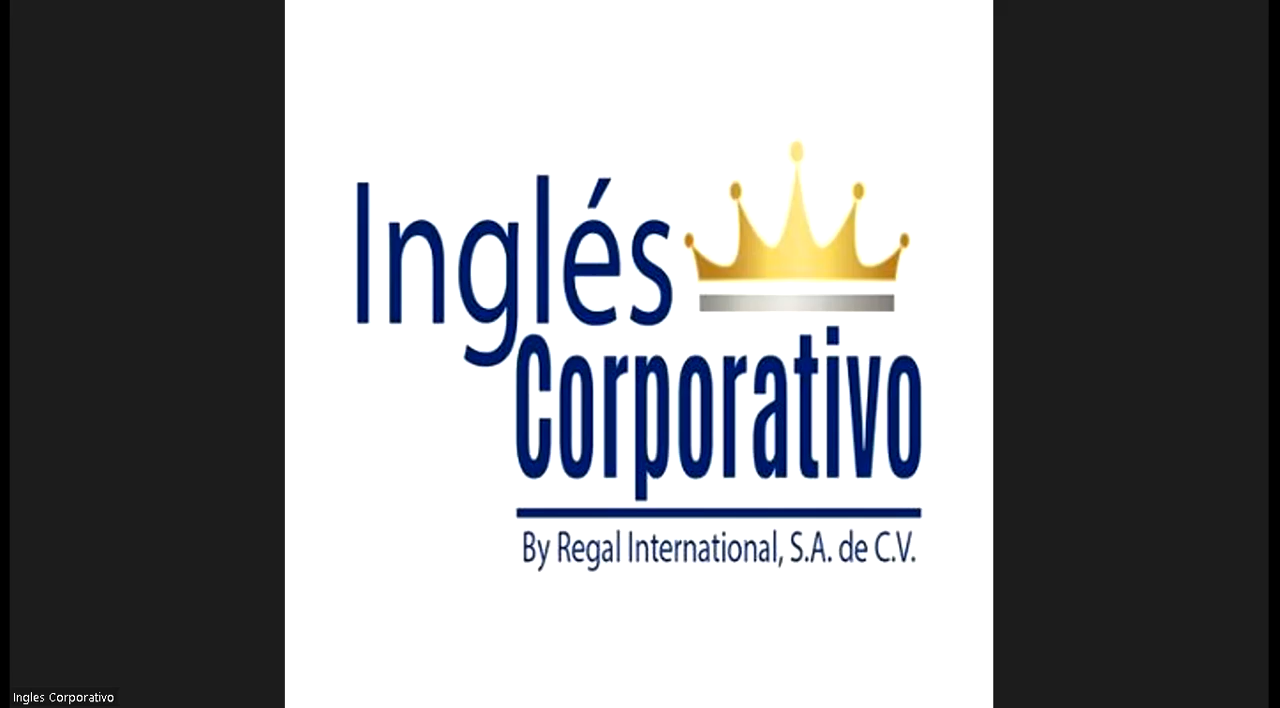 Inglés
Corporativo
By Regal International, S.A. de C.V.
Ingles Corporativo